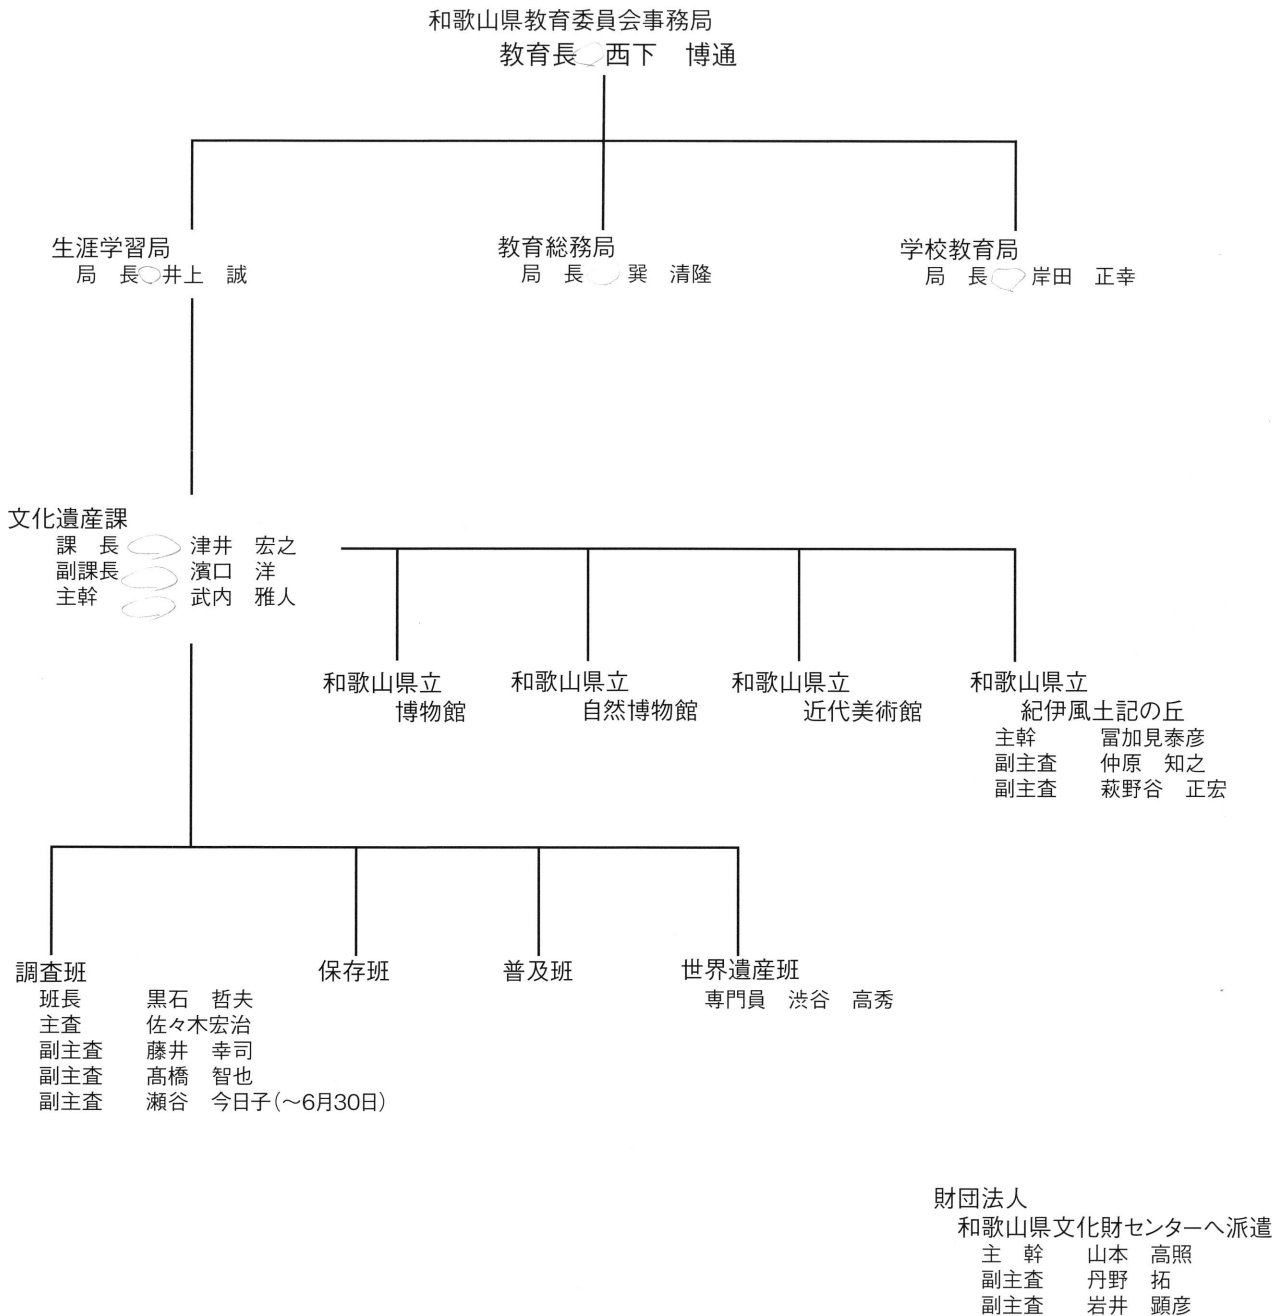 和歌山県教育委員会事務局
教育長 西下 博通
生涯学習局
局 長 井上 誠
教育総務局
局 長 巽 清隆
学校教育局
局 長 岸田 正幸
文化遺産課
課 長 津井 宏之
副課長 濱口 洋
主幹 武内 雅人
和歌山県立
博物館
和歌山県立
自然博物館
和歌山県立
近代美術館
和歌山県立
紀伊風土記の丘
主幹 冨加見泰彦
副主査 仲原 知之
副主査 萩野谷 正宏
調査班
班長 黒石 哲夫
主査 佐々木宏治
副主査 藤井 幸司
副主査 髙橋 智也
副主査 瀬谷 今日子(～6月30日)
保存班
普及班
世界遺産班
専門員 渋谷 高秀
財団法人
和歌山県文化財センターへ派遣
主 幹 山本 高照
副主査 丹野 拓
副主査 岩井 顕彦